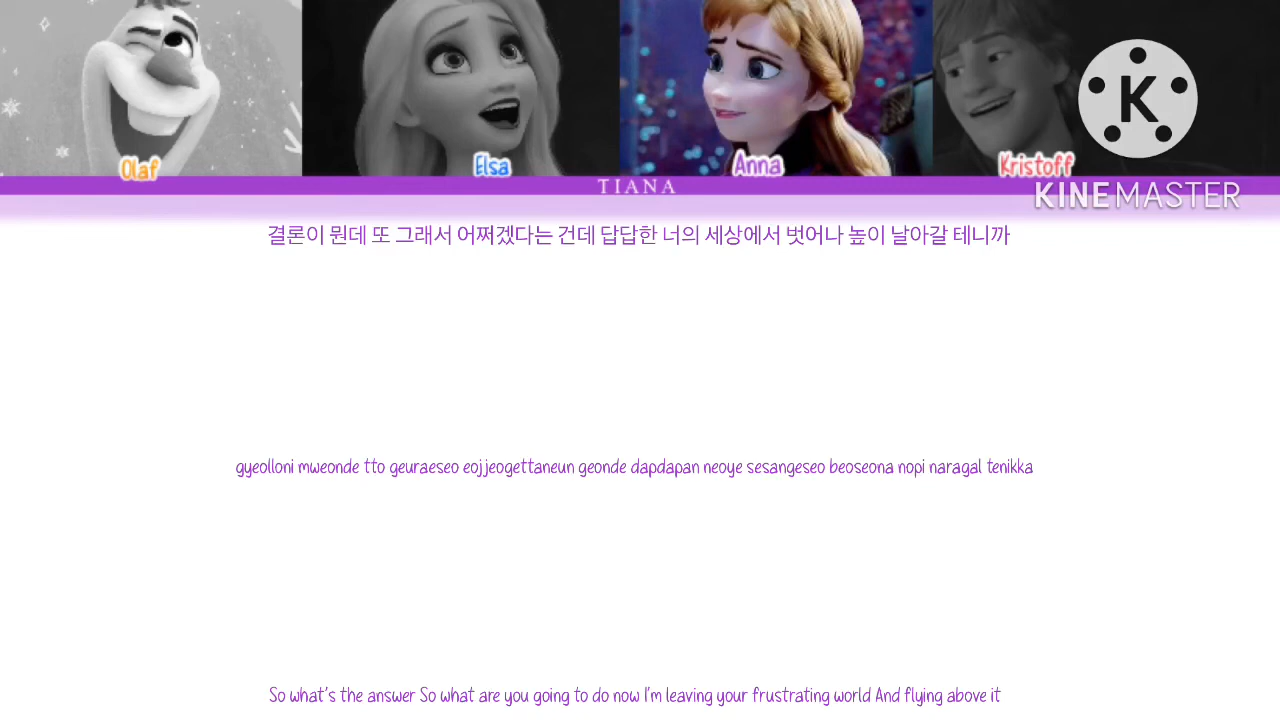 K
Olaf
Elsa
Anna
Kristoff
TIANA
KINEMASTER
결론이 뭔데 또 그래서 어쩌겠다는 건데 답답한 너의 세상에서 벗어나 높이 날아갈 테니까
gyeolloni mweonde tto geuraeseo eojjeogettaneun geonde dapdapan neoye sesangeseo beoseona nopi naragal tenikka
So what's the answer So what are you going to do now I'm leaving your frustrating world And flying above it